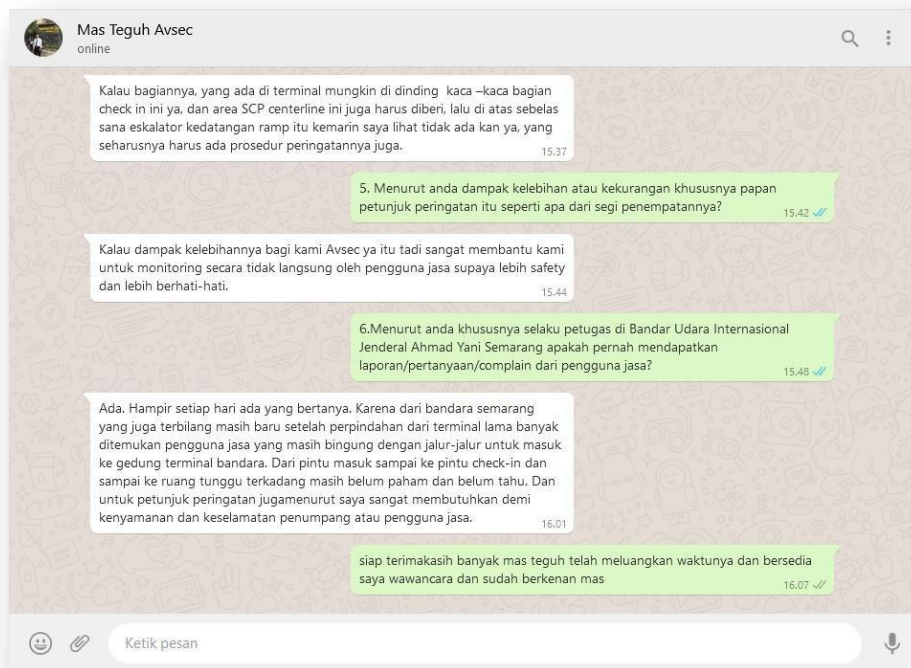 Mas Teguh Avsec
online
Kalau bagiannya, yang ada di terminal mungkin di dinding kaca –kaca bagian
check in ini ya, dan area SCP centerline ini juga harus diberi, lalu di atas sebelas
sana eskalator kedatangan ramp itu kemarin saya lihat tidak ada kan ya, yang
seharusnya harus ada prosedur peringatannya juga.
15.37
5. Menurut anda dampak kelebihan atau kekurangan khususnya papan
petunjuk peringatan itu seperti apa dari segi penempatannya?
15.42
Kalau dampak kelebihannya bagi kami Avsec ya itu tadi sangat membantu kami
untuk monitoring secara tidak langsung oleh pengguna jasa supaya lebih safety
dan lebih berhati-hati.
15.44
6.Menurut anda khususnya selaku petugas di Bandar Udara Internasional
Jenderal Ahmad Yani Semarang apakah pernah mendapatkan
laporan/pertanyaan/complain dari pengguna jasa?
15.48
Ada. Hampir setiap hari ada yang bertanya. Karena dari bandara semarang
yang juga terbilang masih baru setelah perpindahan dari terminal lama banyak
ditemukan pengguna jasa yang masih bingung dengan jalur-jalur untuk masuk
ke gedung terminal bandara. Dari pintu masuk sampai ke pintu check-in dan
sampai ke ruang tunggu terkadang masih belum paham dan belum tahu. Dan
untuk petunjuk peringatan jugamenurut saya sangat membutuhkan demi
kenyamanan dan keselamatan penumpang atau pengguna jasa.
16.01
siap terimakasih banyak mas teguh telah meluangkan waktunya dan bersedia
saya wawancara dan sudah berkenan mas
16.07
Ketik pesan